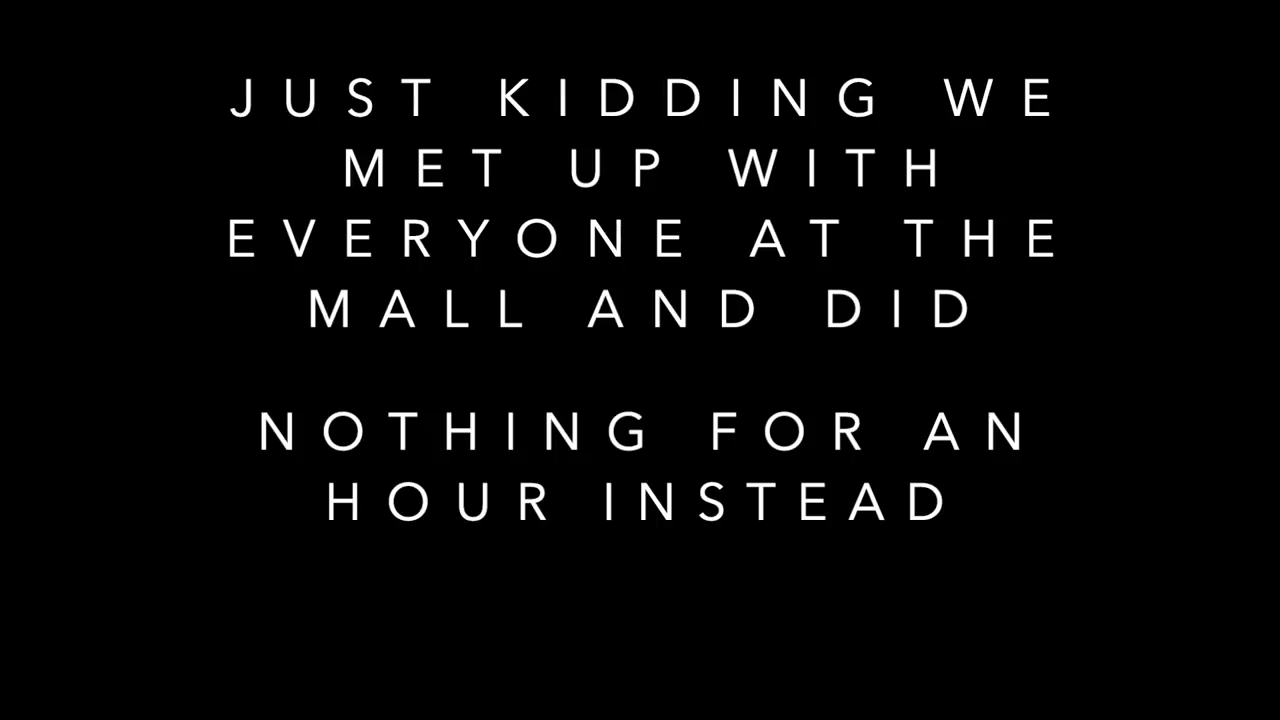 JUST KIDDING WE
MET UP WITH
EVERYONE AT THE
MALL AND DID
NOTHING FOR AN
HOUR INSTEAD